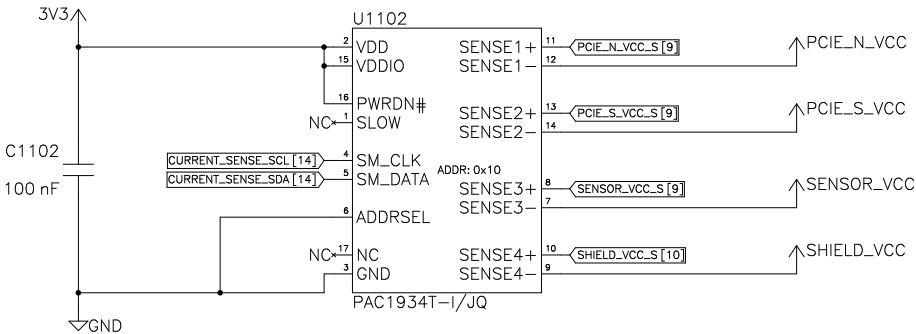 3V3
U1102
2 VDD
15 VDDIO
16 PWRDN#
NC 1 SLOW
C1102
100 nF
CURRENT_SENSE_SCL [14] 4 SM_CLK
CURRENT_SENSE_SDA [14] 5 SM_DATA
ADDR: 0x10
6 ADDRSEL
NC 17 NC
3 GND
GND
SENSE1+ 11 PCIE_N_VCC_S [9]
SENSE1- 12 PCIE_N_VCC
SENSE2+ 13 PCIE_S_VCC_S [9]
SENSE2- 14 PCIE_S_VCC
SENSE3+ 8 SENSOR_VCC_S [9]
SENSE3- 7 SENSOR_VCC
SENSE4+ 10 SHIELD_VCC_S [10]
SENSE4- 9 SHIELD_VCC
PAC1934T-I/JQ